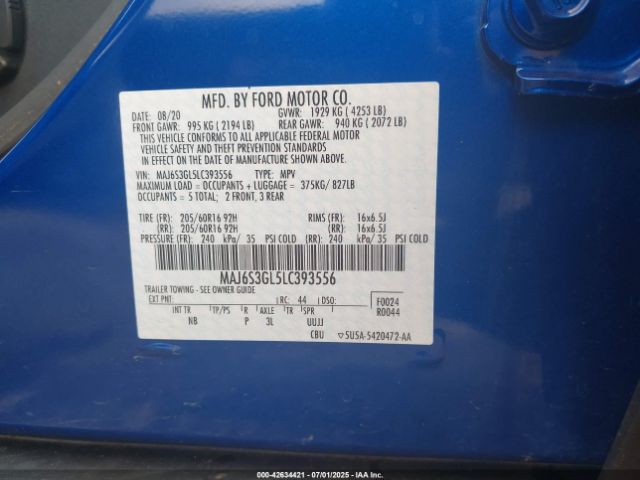 MFD. BY FORD MOTOR CO.
DATE: 08/20 GVWR: 1929 KG ( 4253 LB)
FRONT GAWR: 995 KG ( 2194 LB) REAR GAWR: 940 KG ( 2072 LB)
THIS VEHICLE CONFORMS TO ALL APPLICABLE FEDERAL MOTOR
VEHICLE SAFETY AND THEFT PREVENTION STANDARDS
IN EFFECT ON THE DATE OF MANUFACTURE SHOWN ABOVE.
VIN: MAJ6S3GL5LC393556 TYPE: MPV
MAXIMUM LOAD = OCCUPANTS + LUGGAGE = 375KG/ 827LB
OCCUPANTS = 5 TOTAL; 2 FRONT, 3 REAR
TIRE (FR): 205/60R16 92H RIMS (FR): 16x6.5J
(RR): 205/60R16 92H (RR): 16x6.5J
PRESSURE (FR): 240 kPa/ 35 PSI COLD (RR): 240 kPa/ 35 PSI COLD
MAJ6S3GL5LC393556
TRAILER TOWING - SEE OWNER GUIDE
EXT PNT: RC: 44 DSO: F0024
R0044
INT TR TP/PS R AXLE TR SPR
NB P 3L UUJJ
CBU ▽5U5A-5420472-AA
000-42634421 - 07/01/2025 - IAA Inc.